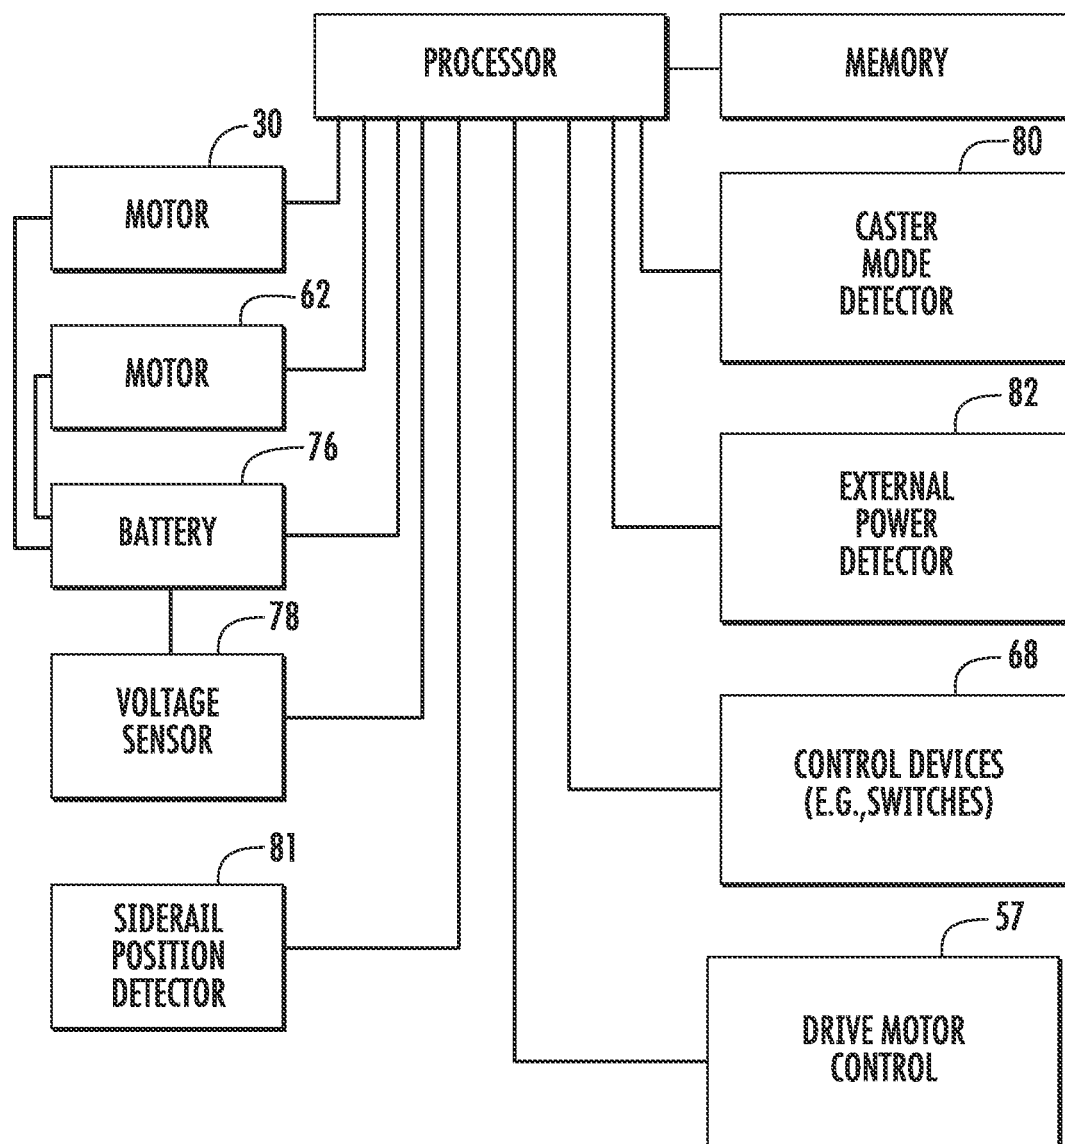 PROCESSOR
MEMORY
30
MOTOR
80
CASTER
MODE
DETECTOR
62
MOTOR
82
EXTERNAL
POWER
DETECTOR
76
BATTERY
78
VOLTAGE
SENSOR
68
CONTROL DEVICES
(E.G.,SWITCHES)
81
SIDERAIL
POSITION
DETECTOR
57
DRIVE MOTOR
CONTROL